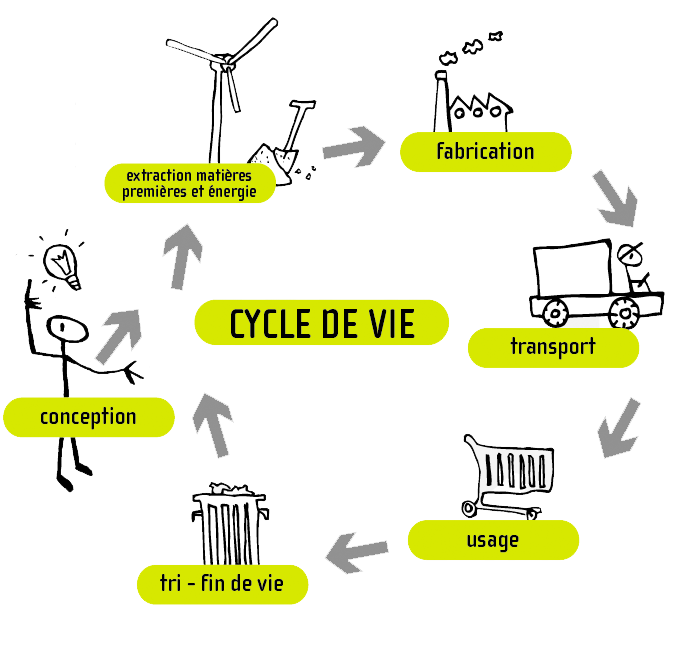 extraction matières
premières et énergie
fabrication
CYCLE DE VIE
transport
conception
usage
tri - fin de vie